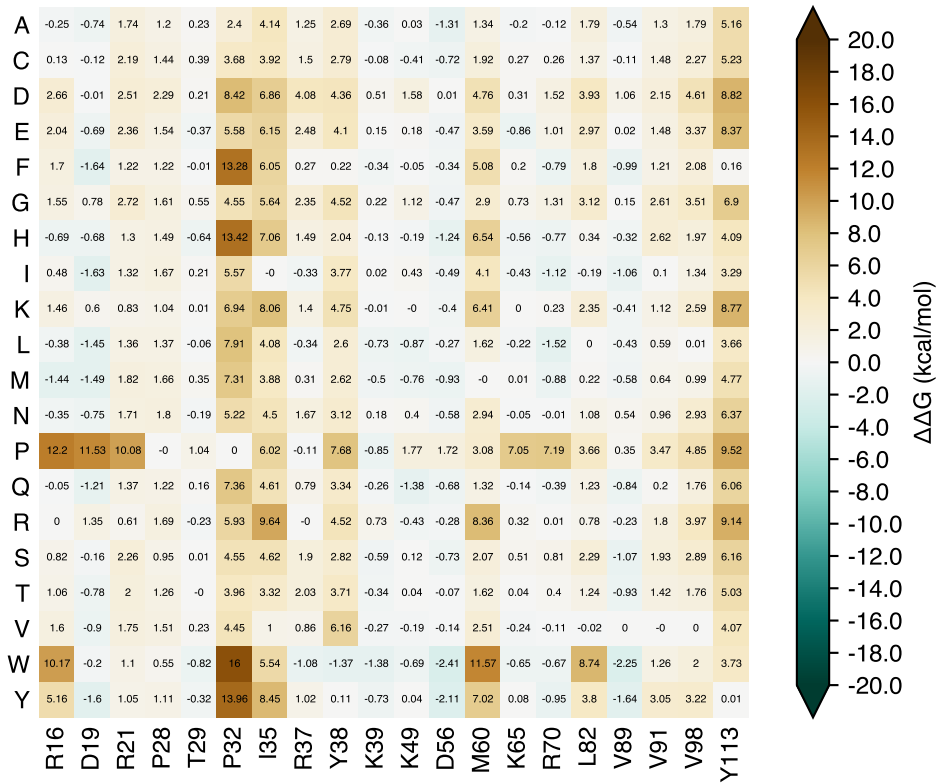 A -0.25 -0.74 1.74 1.2 0.23 2.4 4.14 1.25 2.69 -0.36 0.03 -1.31 1.34 -0.2 -0.12 1.79 -0.54 1.3 1.79 5.16
C 0.13 -0.12 2.19 1.44 0.39 3.68 3.92 1.5 2.79 -0.08 -0.41 -0.72 1.92 0.27 0.26 1.37 -0.11 1.48 2.27 5.23
D 2.66 -0.01 2.51 2.29 0.21 8.42 6.86 4.08 4.36 0.51 1.58 0.01 4.76 0.31 1.52 3.93 1.06 2.15 4.61 8.82
E 2.04 -0.69 2.36 1.54 -0.37 5.58 6.15 2.48 4.1 0.15 0.18 -0.47 3.59 -0.86 1.01 2.97 0.02 1.48 3.37 8.37
F 1.7 -1.64 1.22 1.22 -0.01 13.28 6.05 0.27 0.22 -0.34 -0.05 -0.34 5.08 0.2 -0.79 1.8 -0.99 1.21 2.08 0.16
G 1.55 0.78 2.72 1.61 0.55 4.55 5.64 2.35 4.52 0.22 1.12 -0.47 2.9 0.73 1.31 3.12 0.15 2.61 3.51 6.9
H -0.69 -0.68 1.3 1.49 -0.64 13.42 7.06 1.49 2.04 -0.13 -0.19 -1.24 6.54 -0.56 -0.77 0.34 -0.32 2.62 1.97 4.09
I 0.48 -1.63 1.32 1.67 0.21 5.57 -0 -0.33 3.77 0.02 0.43 -0.49 4.1 -0.43 -1.12 -0.19 -1.06 0.1 1.34 3.29
K 1.46 0.6 0.83 1.04 0.01 6.94 8.06 1.4 4.75 -0.01 -0 -0.4 6.41 0 0.23 2.35 -0.41 1.12 2.59 8.77
L -0.38 -1.45 1.36 1.37 -0.06 7.91 4.08 -0.34 2.6 -0.73 -0.87 -0.27 1.62 -0.22 -1.52 0 -0.43 0.59 0.01 3.66
M -1.44 -1.49 1.82 1.66 0.35 7.31 3.88 0.31 2.62 -0.5 -0.76 -0.93 -0 0.01 -0.88 0.22 -0.58 0.64 0.99 4.77
N -0.35 -0.75 1.71 1.8 -0.19 5.22 4.5 1.67 3.12 0.18 0.4 -0.58 2.94 -0.05 -0.01 1.08 0.54 0.96 2.93 6.37
P 12.2 11.53 10.08 -0 1.04 0 6.02 -0.11 7.68 -0.85 1.77 1.72 3.08 7.05 7.19 3.66 0.35 3.47 4.85 9.52
Q -0.05 -1.21 1.37 1.22 0.16 7.36 4.61 0.79 3.34 -0.26 -1.38 -0.68 1.32 -0.14 -0.39 1.23 -0.84 0.2 1.76 6.06
R 0 1.35 0.61 1.69 -0.23 5.93 9.64 -0 4.52 0.73 -0.43 -0.28 8.36 0.32 0.01 0.78 -0.23 1.8 3.97 9.14
S 0.82 -0.16 2.26 0.95 0.01 4.55 4.62 1.9 2.82 -0.59 0.12 -0.73 2.07 0.51 0.81 2.29 -1.07 1.93 2.89 6.16
T 1.06 -0.78 2 1.26 -0 3.96 3.32 2.03 3.71 -0.34 0.04 -0.07 1.62 0.04 0.4 1.24 -0.93 1.42 1.76 5.03
V 1.6 -0.9 1.75 1.51 0.23 4.45 1 0.86 6.16 -0.27 -0.19 -0.14 2.51 -0.24 -0.11 -0.02 0 -0 0 4.07
W 10.17 -0.2 1.1 0.55 -0.82 16 5.54 -1.08 -1.37 -1.38 -0.69 -2.41 11.57 -0.65 -0.67 8.74 -2.25 1.26 2 3.73
Y 5.16 -1.6 1.05 1.11 -0.32 13.96 8.45 1.02 0.11 -0.73 0.04 -2.11 7.02 0.08 -0.95 3.8 -1.64 3.05 3.22 0.01
R16 D19 R21 P28 T29 P32 I35 R37 Y38 K39 K49 D56 M60 K65 R70 L82 V89 V91 V98 Y113
20.0
18.0
16.0
14.0
12.0
10.0
8.0
6.0
4.0
2.0
0.0
-2.0
-4.0
-6.0
-8.0
-10.0
-12.0
-14.0
-16.0
-18.0
-20.0
ΔΔG (kcal/mol)